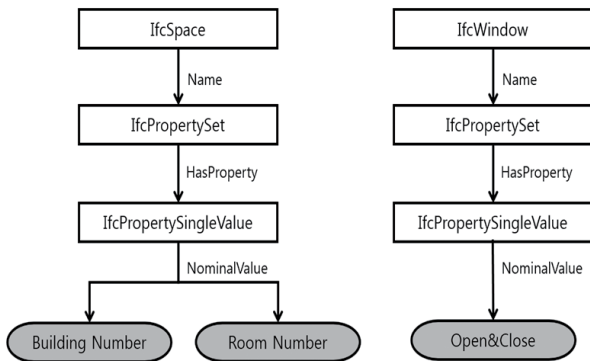 IfcSpace
Name
IfcPropertySet
HasProperty
IfcPropertySingleValue
NominalValue
Building Number
Room Number
IfcWindow
Name
IfcPropertySet
HasProperty
IfcPropertySingleValue
NominalValue
Open&Close